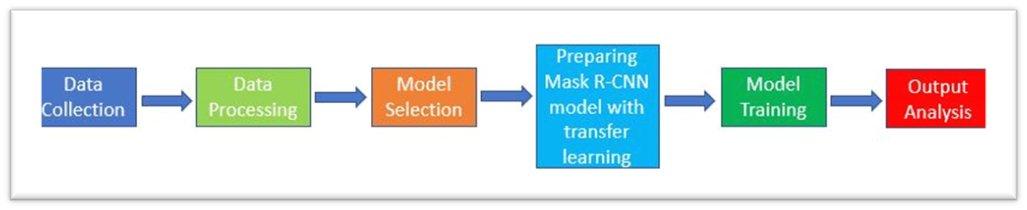 Data
Collection
Data
Processing
Model
Selection
Preparing
Mask R-CNN
model with
transfer
learning
Model
Training
Output
Analysis